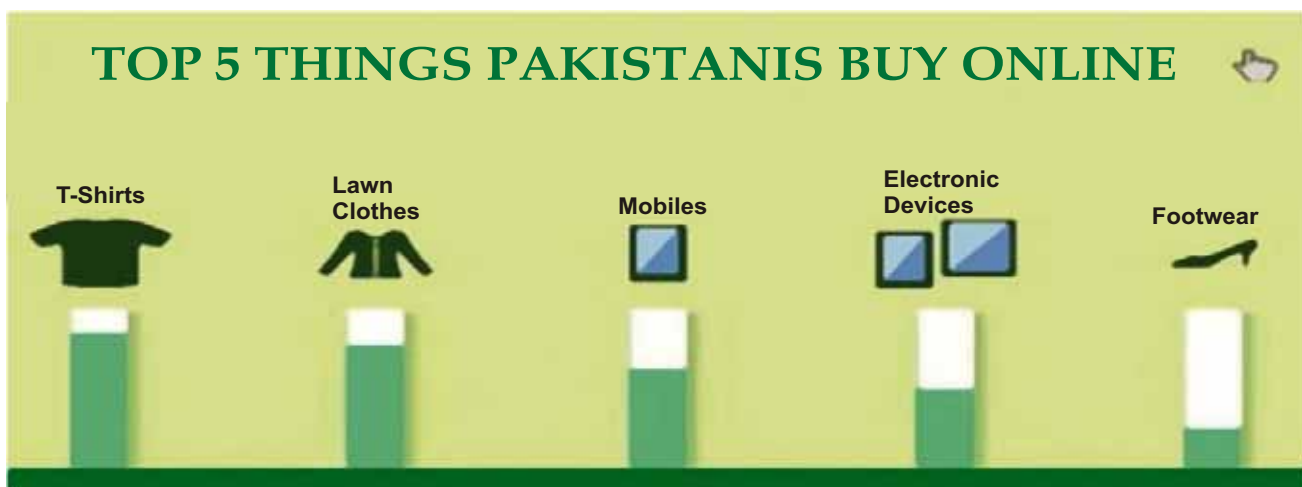 TOP 5 THINGS PAKISTANIS BUY ONLINE
T-Shirts
Lawn
Clothes
Mobiles
Electronic
Devices
Footwear